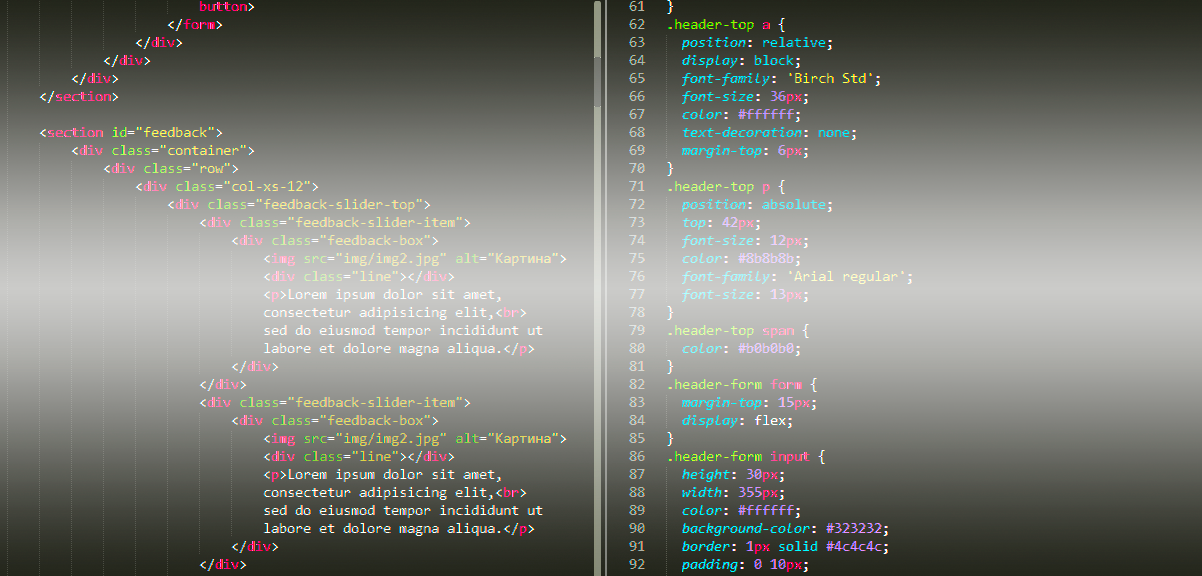 button>
</form>
</div>
</div>
</div>
</section>
<section id="feedback">
<div class="container">
<div class="row">
<div class="col-xs-12">
<div class="feedback-slider-top">
<div class="feedback-slider-item">
<div class="feedback-box">
<img src="img/img2.jpg" alt="Картина">
<div class="line"></div>
<p>Lorem ipsum dolor sit amet,
consectetur adipisicing elit,<br>
sed do eiusmod tempor incididunt ut
labore et dolore magna aliqua.</p>
</div>
</div>
<div class="feedback-slider-item">
<div class="feedback-box">
<img src="img/img2.jpg" alt="Картина">
<div class="line"></div>
<p>Lorem ipsum dolor sit amet,
consectetur adipisicing elit,<br>
sed do eiusmod tempor incididunt ut
labore et dolore magna aliqua.</p>
</div>
</div>
61 }
62 .header-top a {
63 position: relative;
64 display: block;
65 font-family: 'Birch Std';
66 font-size: 36px;
67 color: #ffffff;
68 text-decoration: none;
69 margin-top: 6px;
70 }
71 .header-top p {
72 position: absolute;
73 top: 42px;
74 font-size: 12px;
75 color: #8b8b8b;
76 font-family: 'Arial regular';
77 font-size: 13px;
78 }
79 .header-top span {
80 color: #b0b0b0;
81 }
82 .header-form form {
83 margin-top: 15px;
84 display: flex;
85 }
86 .header-form input {
87 height: 30px;
88 width: 355px;
89 color: #ffffff;
90 background-color: #323232;
91 border: 1px solid #4c4c4c;
92 padding: 0 10px;